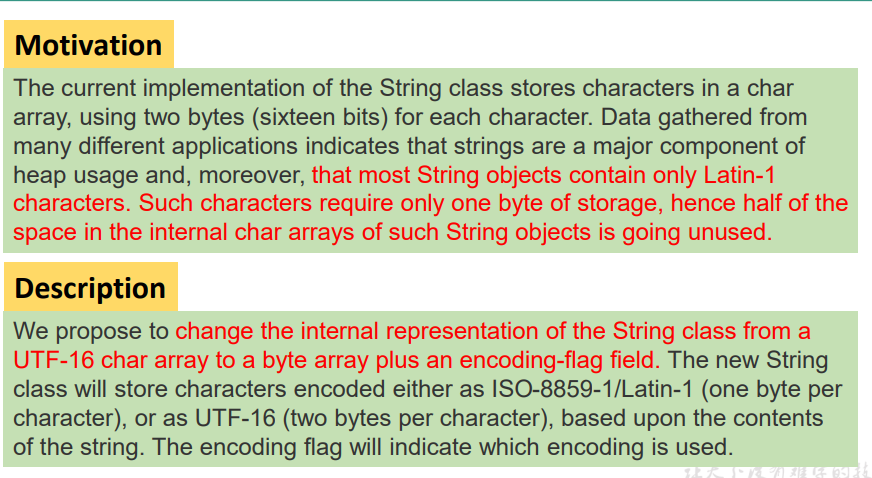 Motivation
The current implementation of the String class stores characters in a char
array, using two bytes (sixteen bits) for each character. Data gathered from
many different applications indicates that strings are a major component of
heap usage and, moreover, that most String objects contain only Latin-1
characters. Such characters require only one byte of storage, hence half of the
space in the internal char arrays of such String objects is going unused.
Description
We propose to change the internal representation of the String class from a
UTF-16 char array to a byte array plus an encoding-flag field. The new String
class will store characters encoded either as ISO-8859-1/Latin-1 (one byte per
character), or as UTF-16 (two bytes per character), based upon the contents
of the string. The encoding flag will indicate which encoding is used.